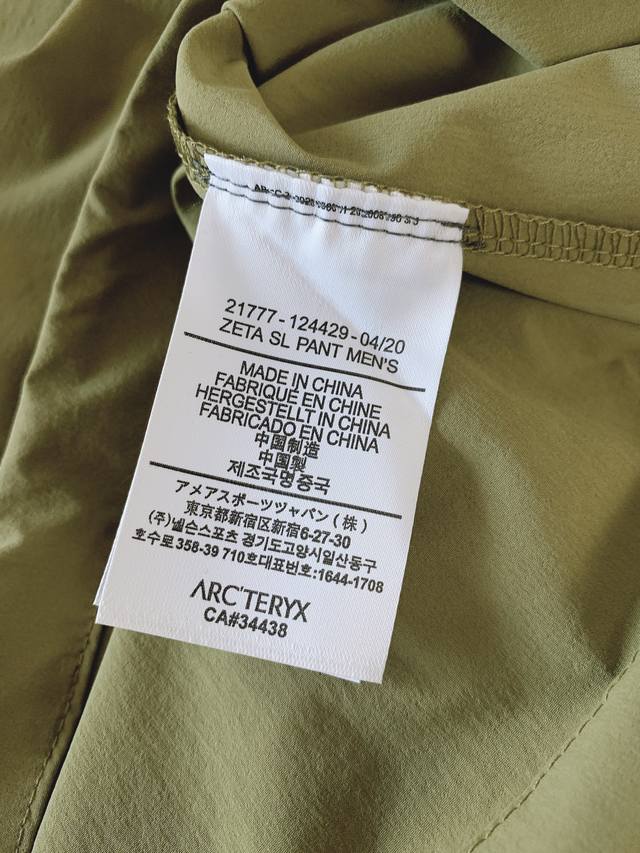 21777-124429-04/20
ZETA SL PANT MEN'S
MADE IN CHINA
FABRIQUÉ EN CHINE
HERGESTELLT IN CHINA
FABRICADO EN CHINA
中国制造
中國製
제조국명중국
アメアスポーツジャパン(株)
東京都新宿区新宿6-27-30
(주)넬슨스포츠 경기도고양시일산동구
호수로 358-39 710호대표번호:1644-1708
ARC'TERYX
CA#34438